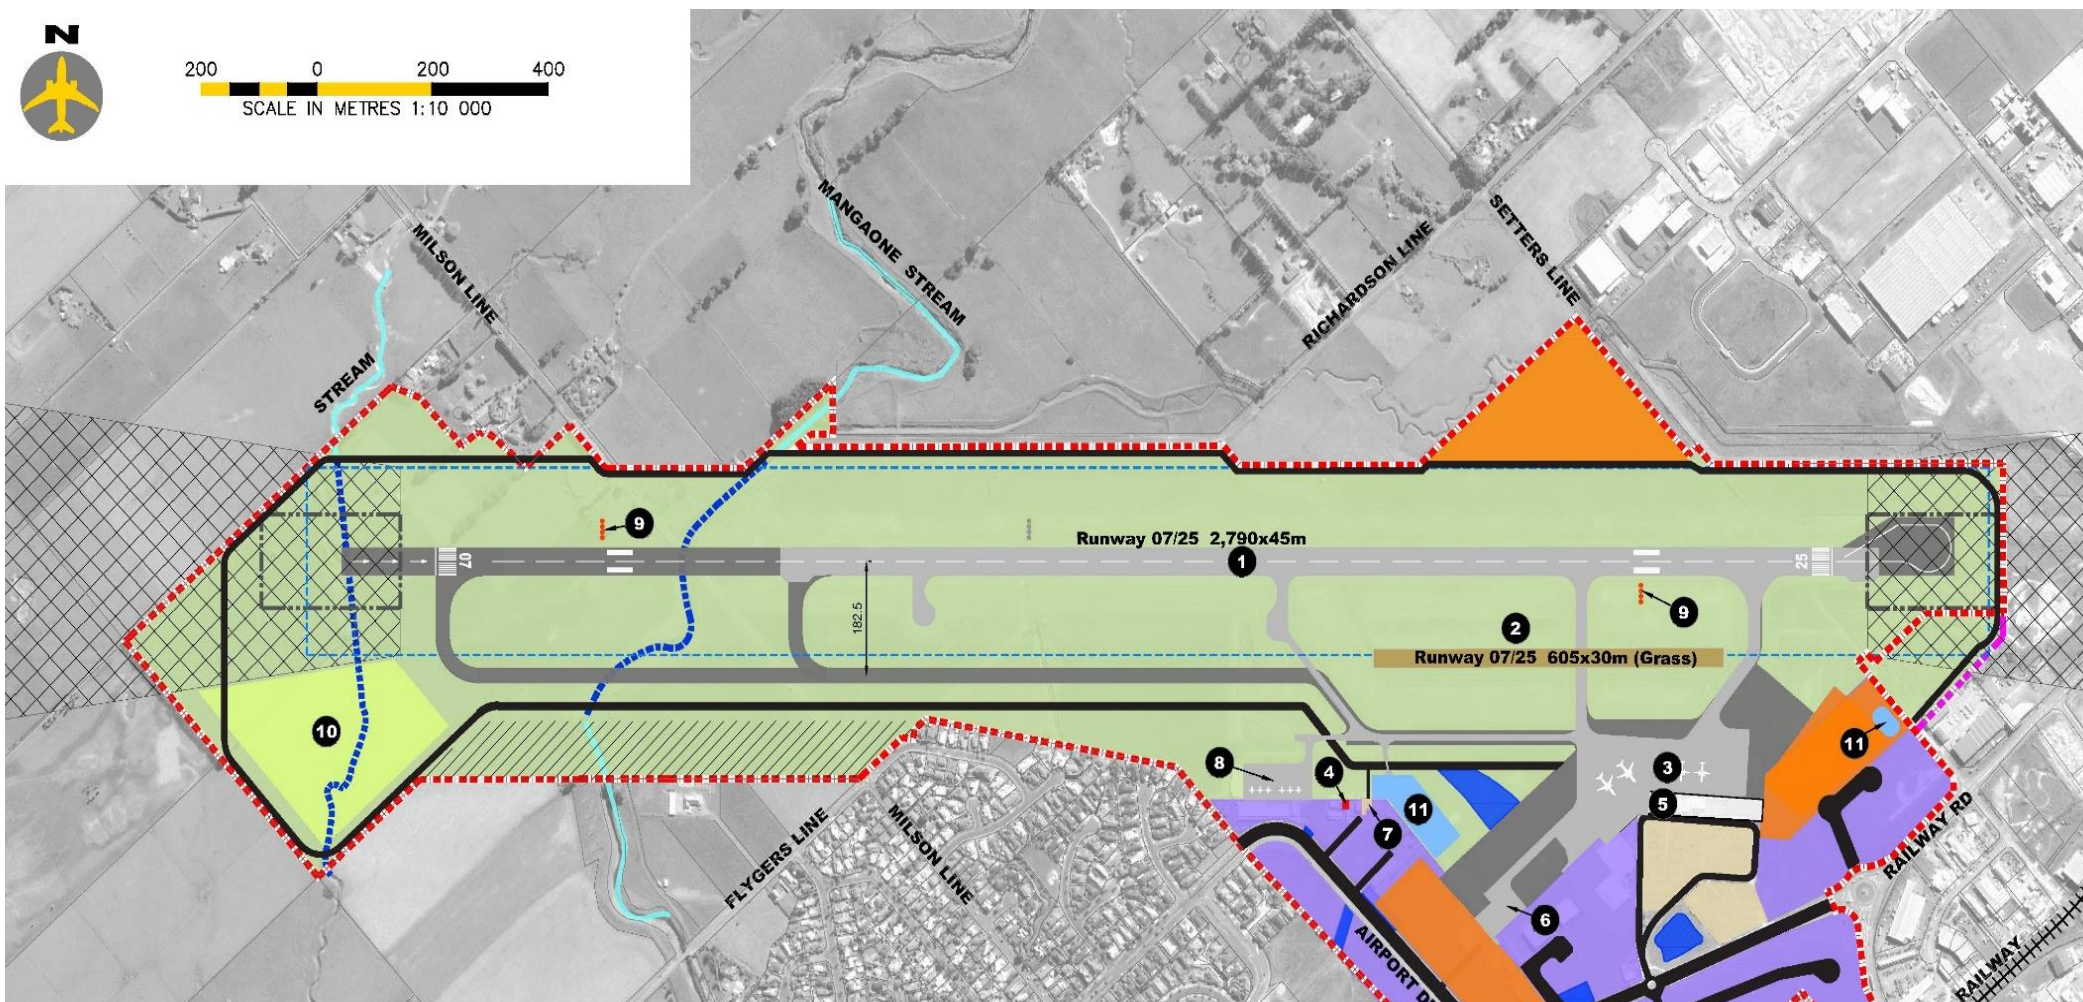 N
200 0 200 400
SCALE IN METRES 1:10 000
MILSON LINE
MANGAONE STREAM
RICHARDSON LINE
SETTERS LINE
STREAM
9
Runway 07/25 2,790x45m
07
1
25
182.5
9
2
Runway 07/25 605x30m (Grass)
10
11
8
4
3
5
11
7
FLYGERS LINE
MILSON LINE
RAILWAY RD
6
AIRPORT
RAILWAY